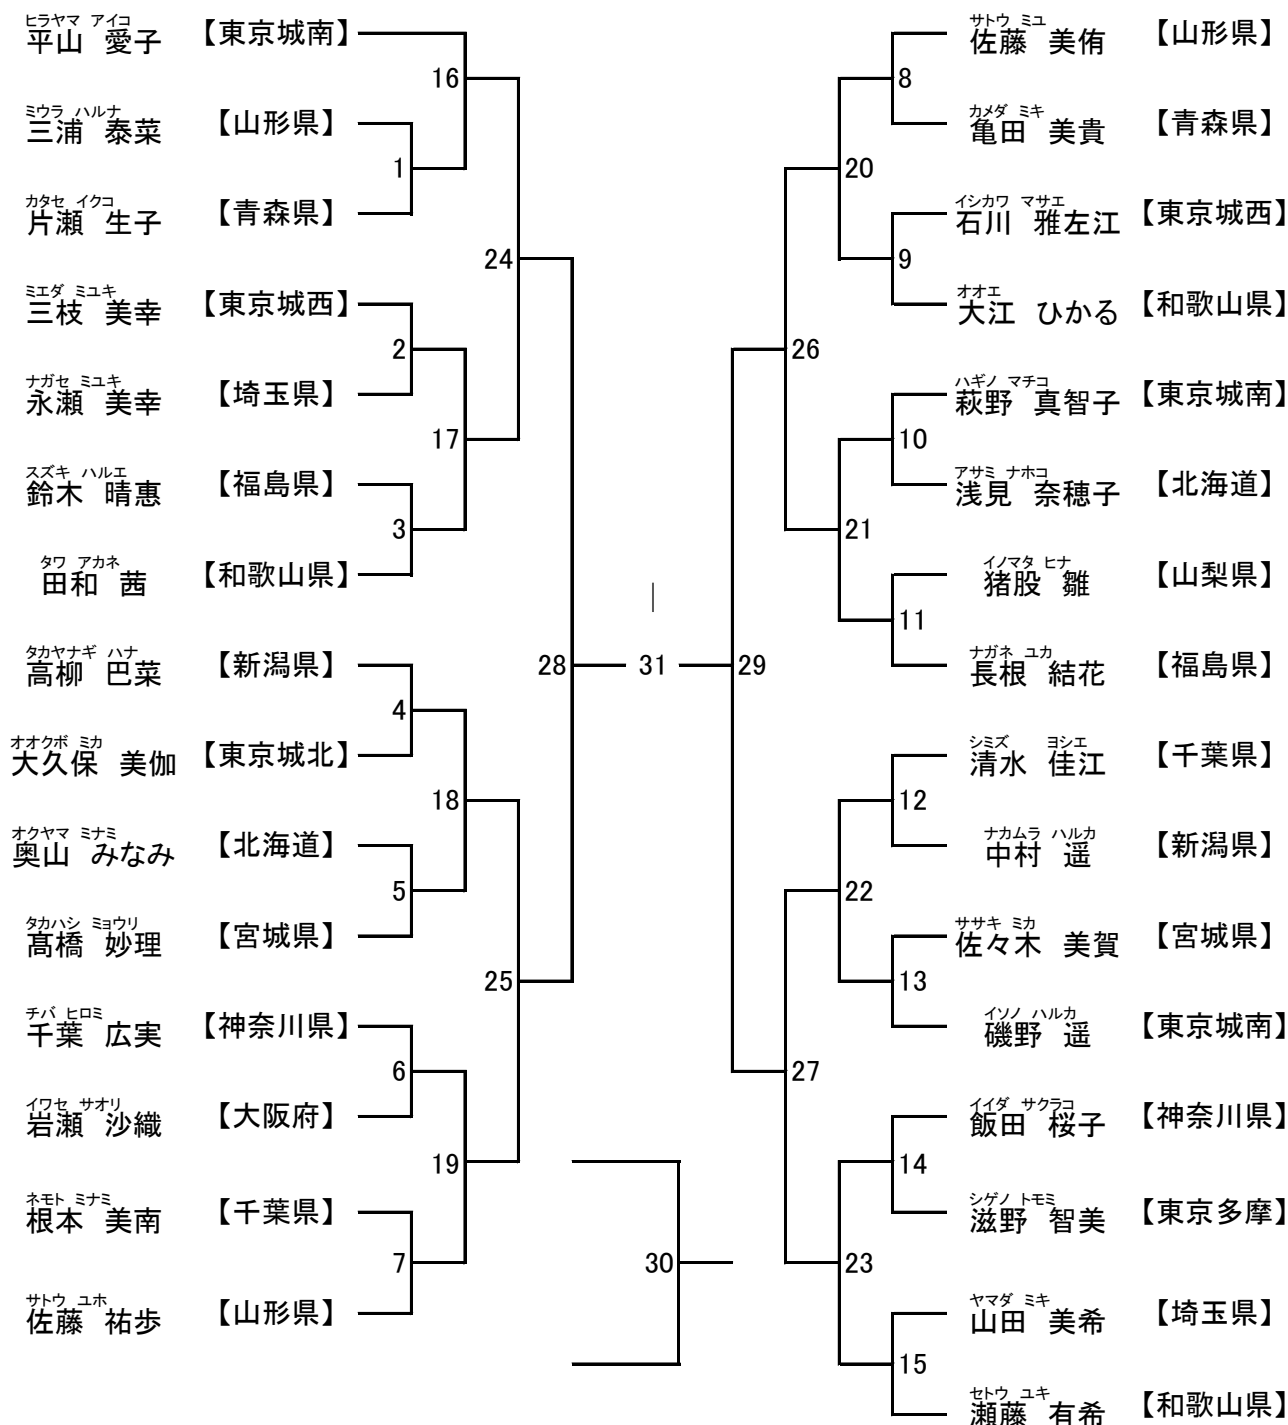 ヒラヤマ アイコ
平山 愛子 【東京城南】
16
ミウラ ハルナ
三浦 泰菜 【山形県】
1
カタセ イクコ
片瀬 生子 【青森県】
24
ミエダ ミユキ
三枝 美幸 【東京城西】
2
ナガセ ミユキ
永瀬 美幸 【埼玉県】
17
スズキ ハルエ
鈴木 晴惠 【福島県】
3
タワ アカネ
田和 茜 【和歌山県】
28
タカヤナギ ハナ
高柳 巴菜 【新潟県】
4
オオクボ ミカ
大久保 美伽 【東京城北】
18
オクヤマ ミナミ
奥山 みなみ 【北海道】
5
タカハシ ミョウリ
髙橋 妙理 【宮城県】
25
チバ ヒロミ
千葉 広実 【神奈川県】
6
イワセ サオリ
岩瀬 沙織 【大阪府】
19
ネモト ミナミ
根本 美南 【千葉県】
7
サトウ ユホ
佐藤 祐歩 【山形県】
31
30
サトウ ミユ
佐藤 美侑 【山形県】
8
カメダ ミキ
亀田 美貴 【青森県】
20
イシカワ マサエ
石川 雅左江 【東京城西】
9
オオエ
大江 ひかる 【和歌山県】
26
ハギノ マチコ
萩野 真智子 【東京城南】
10
アサミ ナホコ
浅見 奈穂子 【北海道】
21
イノマタ ヒナ
猪股 雛 【山梨県】
11
ナガネ ユカ
長根 結花 【福島県】
29
シミズ ヨシエ
清水 佳江 【千葉県】
12
ナカムラ ハルカ
中村 遥 【新潟県】
22
ササキ ミカ
佐々木 美賀 【宮城県】
13
イソノ ハルカ
磯野 遥 【東京城南】
27
イイダ サクラコ
飯田 桜子 【神奈川県】
14
シゲノ トモミ
滋野 智美 【東京多摩】
23
ヤマダ ミキ
山田 美希 【埼玉県】
15
セトウ ユキ
瀬藤 有希 【和歌山県】